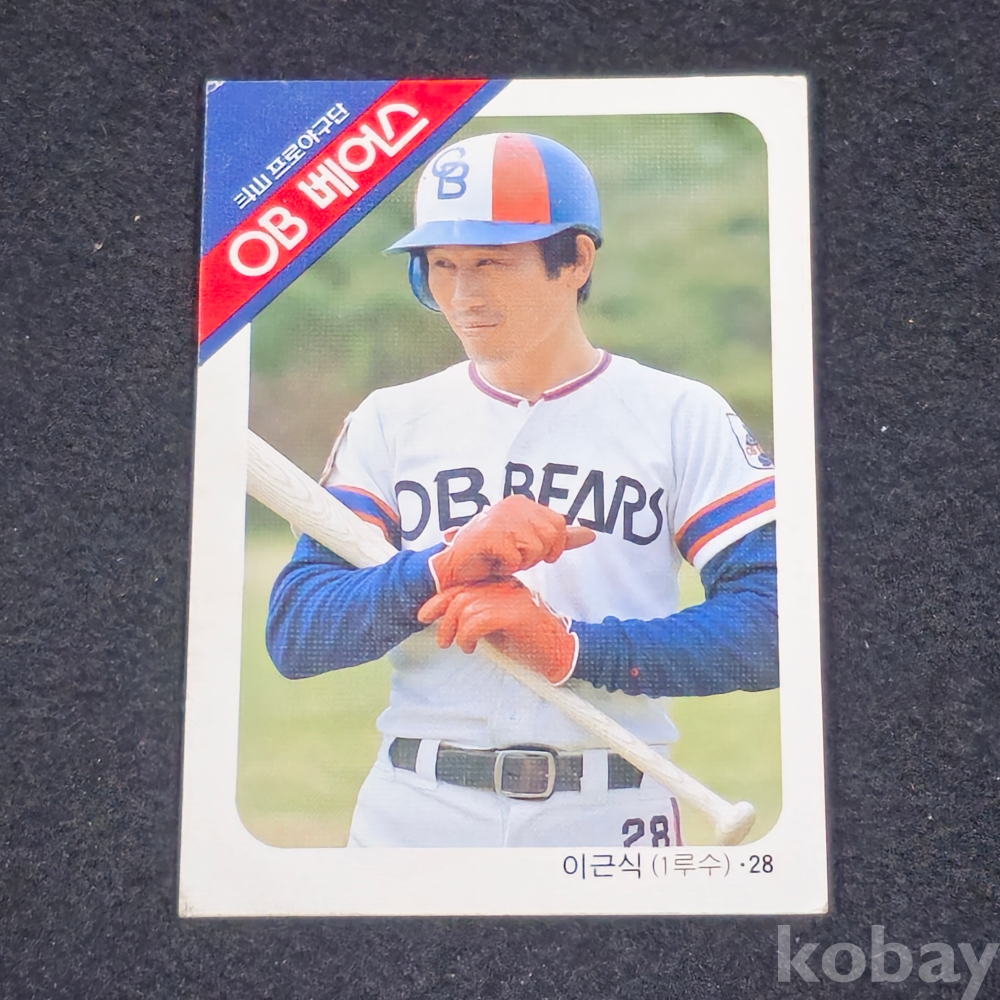 프로야구단
OB 베어스
OB
OB BEARS
28
이근식 (1루수) •28
kobay